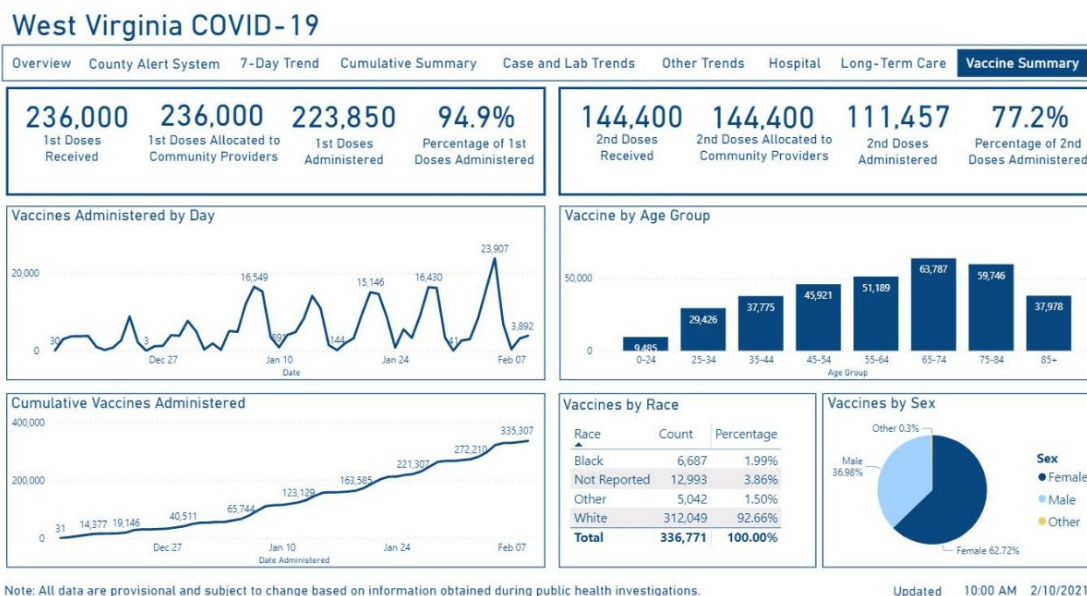 West Virginia COVID-19
Overview County Alert System 7-Day Trend Cumulative Summary Case and Lab Trends Other Trends Hospital Long-Term Care Vaccine Summary
236,000 236,000 223,850 94.9%
1st Doses 1st Doses Allocated to 1st Doses Percentage of 1st
Received Community Providers Administered Doses Administered
144,400 144,400 111,457 77.2%
2nd Doses 2nd Doses Allocated to 2nd Doses Percentage of 2nd
Received Community Providers Administered Doses Administered
Vaccines Administered by Day
23,907
20,000
16,549 15,146 16,430
30 3 144 41 3,892
0
Dec 27 Jan 10 Jan 24 Feb 07
Date
Vaccine by Age Group
50,000
9,485 29,426 37,775 45,921 51,189 63,787 59,746 37,978
0
0-24 25-34 35-44 45-54 55-64 65-74 75-84 85+
Age Group
Cumulative Vaccines Administered
400,000
335,307
272,210
221,307
200,000
163,585
123,129
65,744
40,511
31 14,377 19,146
0
Dec 27 Jan 10 Jan 24 Feb 07
Date Administered
Vaccines by Race
Race Count Percentage
Black 6,687 1.99%
Not Reported 12,993 3.86%
Other 5,042 1.50%
White 312,049 92.66%
Total 336,771 100.00%
Vaccines by Sex
Other 0.3%
Male
36.98%
Female 62.72%
Sex
Female
Male
Other
Note: All data are provisional and subject to change based on information obtained during public health investigations.
Updated 10:00 AM 2/10/2021